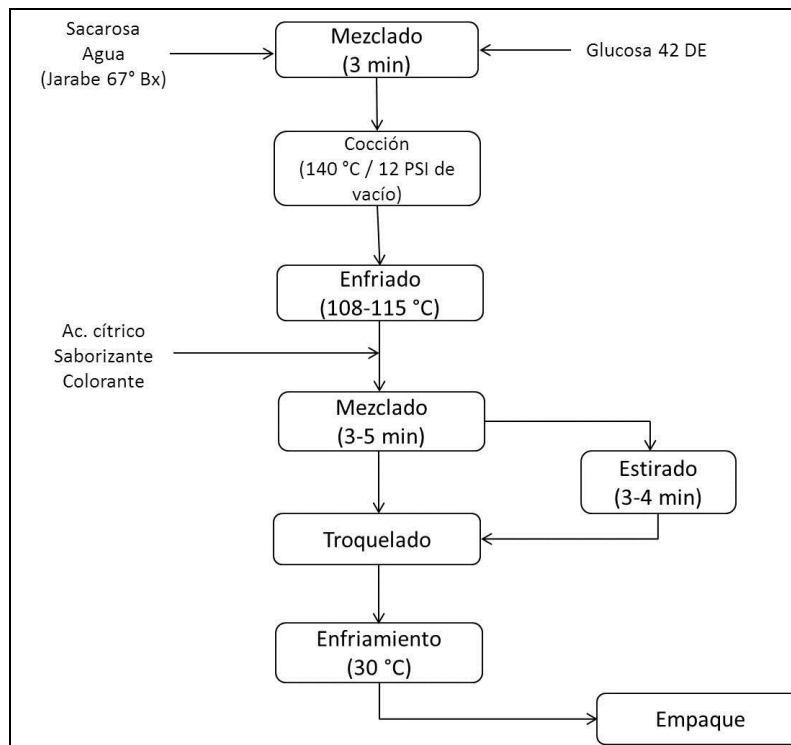 Sacarosa
Agua
(Jarabe 67° Bx)
Mezclado
(3 min)
Glucosa 42 DE
Cocción
(140 °C / 12 PSI de
vacío)
Enfriado
(108-115 °C)
Ac. cítrico
Saborizante
Colorante
Mezclado
(3-5 min)
Estirado
(3-4 min)
Troquelado
Enfriamiento
(30 °C)
Empaque